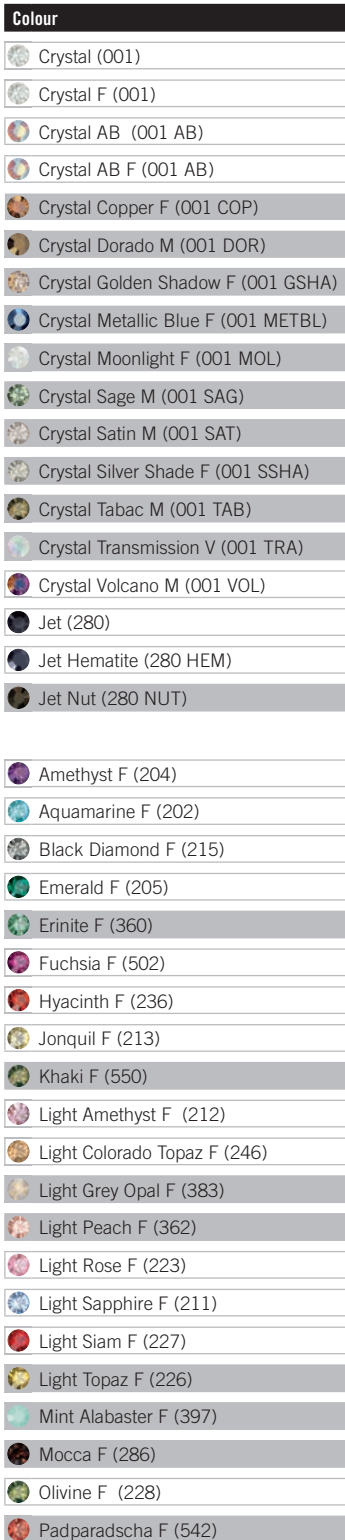 Colour
Crystal (001)
Crystal F (001)
Crystal AB (001 AB)
Crystal AB F (001 AB)
Crystal Copper F (001 COP)
Crystal Dorado M (001 DOR)
Crystal Golden Shadow F (001 GSHA)
Crystal Metallic Blue F (001 METBL)
Crystal Moonlight F (001 MOL)
Crystal Sage M (001 SAG)
Crystal Satin M (001 SAT)
Crystal Silver Shade F (001 SSHA)
Crystal Tabac M (001 TAB)
Crystal Transmission V (001 TRA)
Crystal Volcano M (001 VOL)
Jet (280)
Jet Hematite (280 HEM)
Jet Nut (280 NUT)
Amethyst F (204)
Aquamarine F (202)
Black Diamond F (215)
Emerald F (205)
Erinite F (360)
Fuchsia F (502)
Hyacinth F (236)
Jonquil F (213)
Khaki F (550)
Light Amethyst F (212)
Light Colorado Topaz F (246)
Light Grey Opal F (383)
Light Peach F (362)
Light Rose F (223)
Light Sapphire F (211)
Light Siam F (227)
Light Topaz F (226)
Mint Alabaster F (397)
Mocca F (286)
Olivine F (228)
Padparadscha F (542)